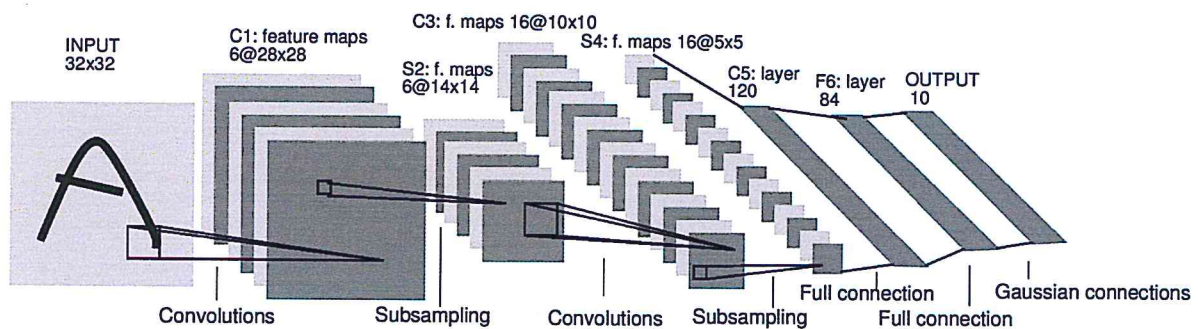 INPUT
32x32
C1: feature maps
6@28x28
S2: f. maps
6@14x14
C3: f. maps 16@10x10
S4: f. maps 16@5x5
C5: layer
120
F6: layer
84
OUTPUT
10
Convolutions
Subsampling
Convolutions
Subsampling
Full connection
Full connection
Gaussian connections